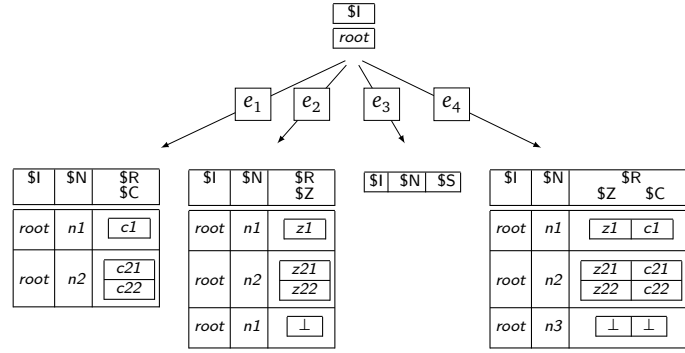 $I
root
e1 e2 e3 e4
$I $N $R $C
root n1 c1
root n2 c21 c22
$I $N $R $Z
root n1 z1
root n2 z21 z22
root n1 ⊥
$I $N $S
$I $N $R $Z $C
root n1 z1 c1
root n2 z21 c21 z22 c22
root n3 ⊥ ⊥